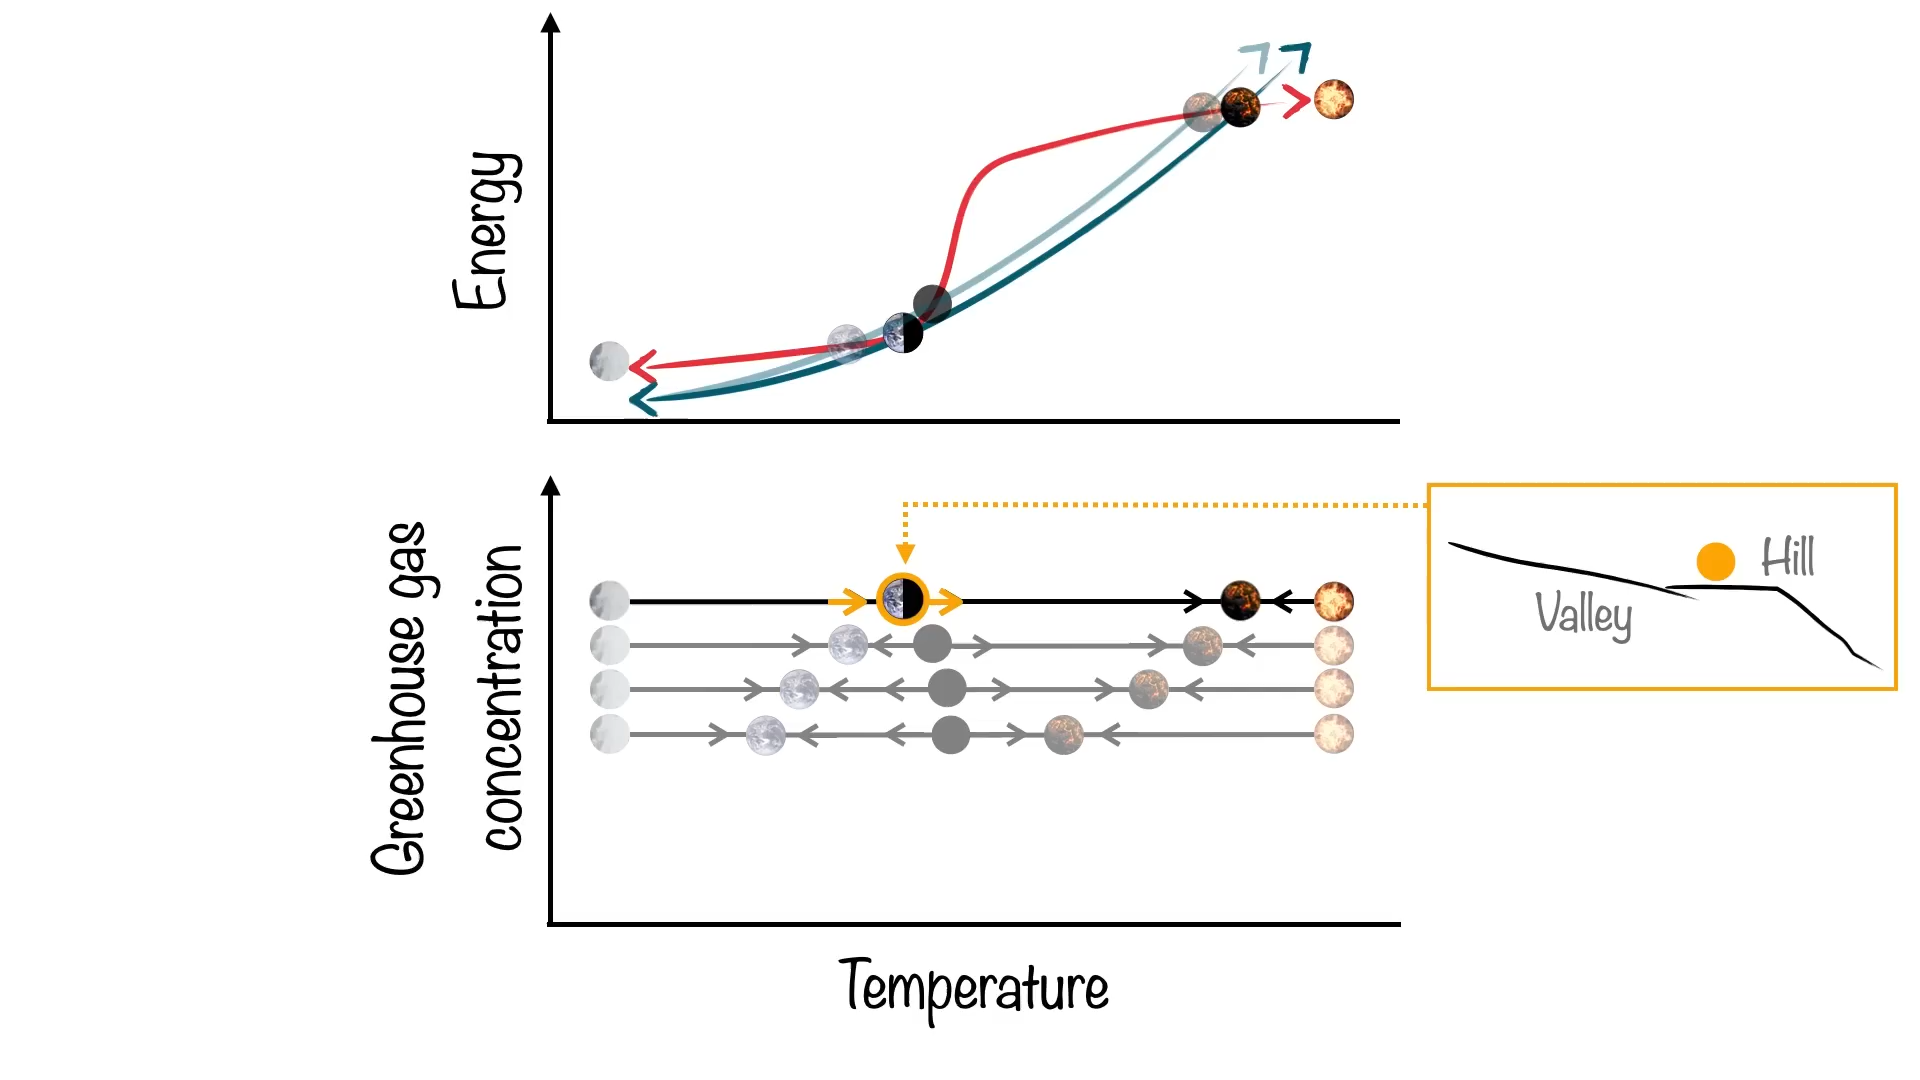 Energy
Greenhouse gas
concentration
Hill
Valley
Temperature